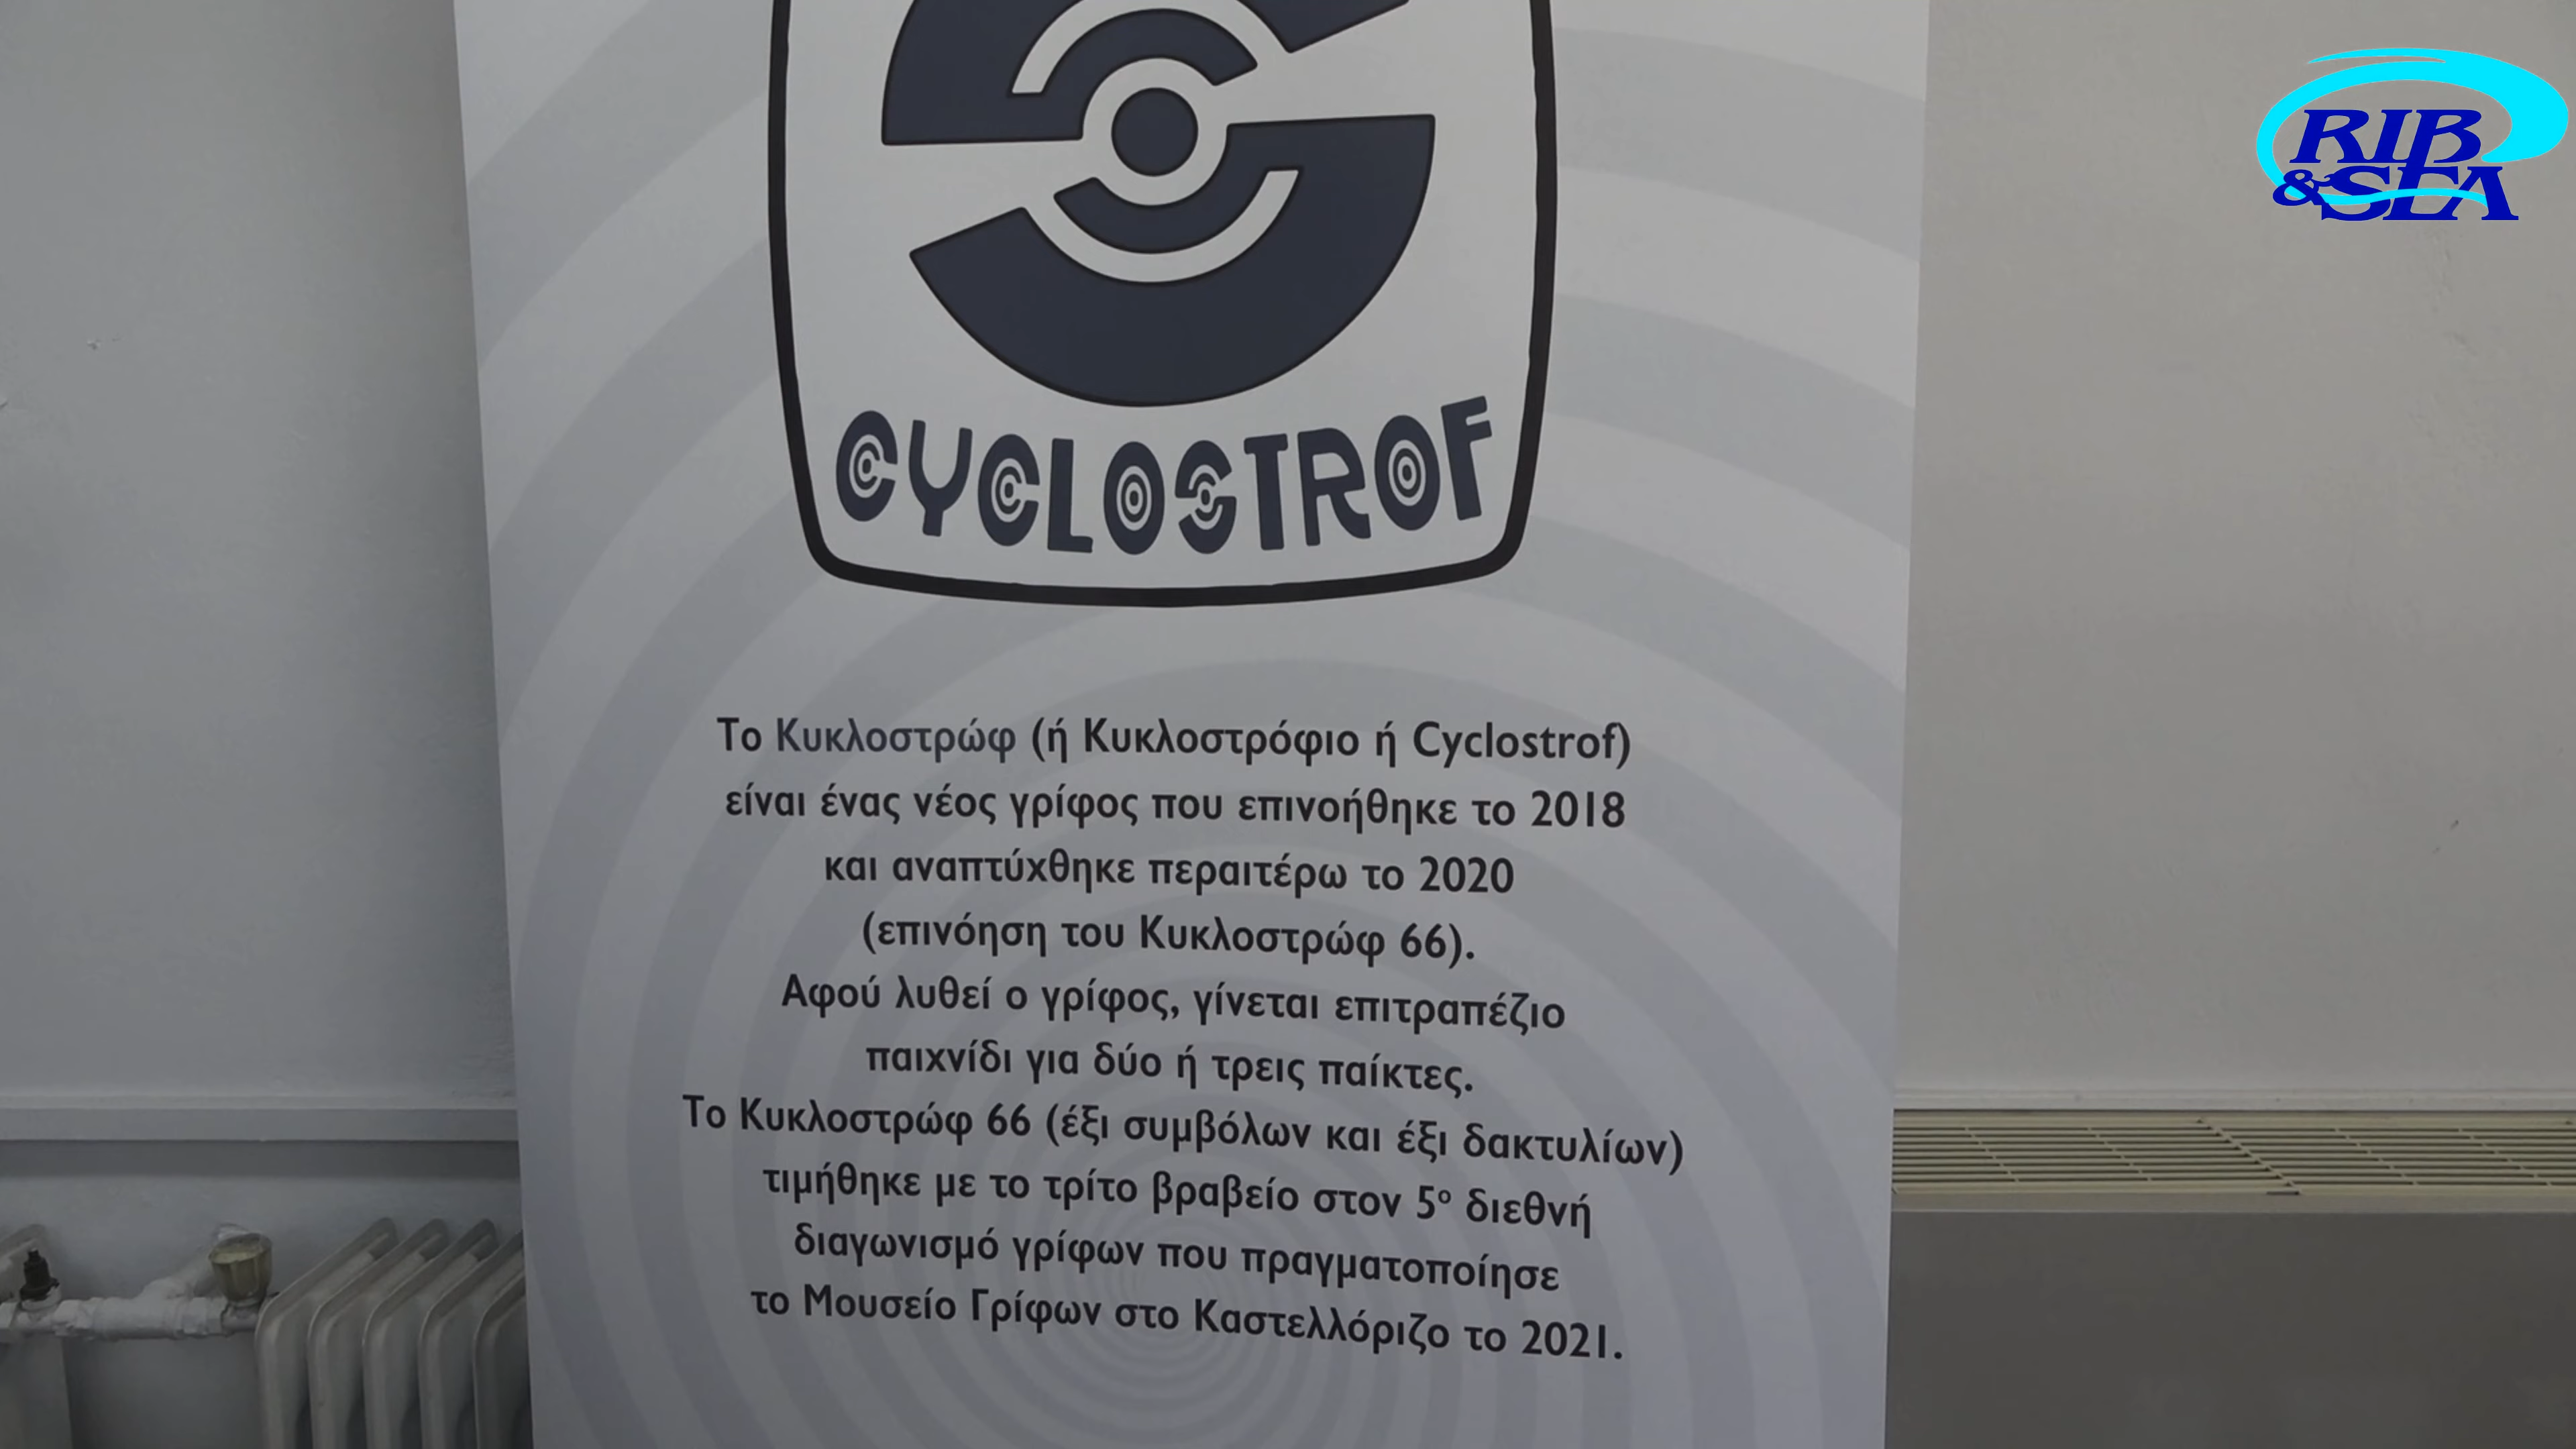 CYCLOSTROF
Το Κυκλοστρώφ (ή Κυκλοστρόφιο ή Cyclostrof)
είναι ένας νέος γρίφος που επινοήθηκε το 2018
και αναπτύχθηκε περαιτέρω το 2020
(επινόηση του Κυκλοστρώφ 66).
Αφού λυθεί ο γρίφος, γίνεται επιτραπέζιο
παιχνίδι για δύο ή τρεις παίκτες.
Το Κυκλοστρώφ 66 (έξι συμβόλων και έξι δακτυλίων)
τιμήθηκε με το τρίτο βραβείο στον 5º διεθνή
διαγωνισμό γρίφων που πραγματοποίησε
το Μουσείο Γρίφων στο Καστελλόριζο το 2021.
RIB
&SEA